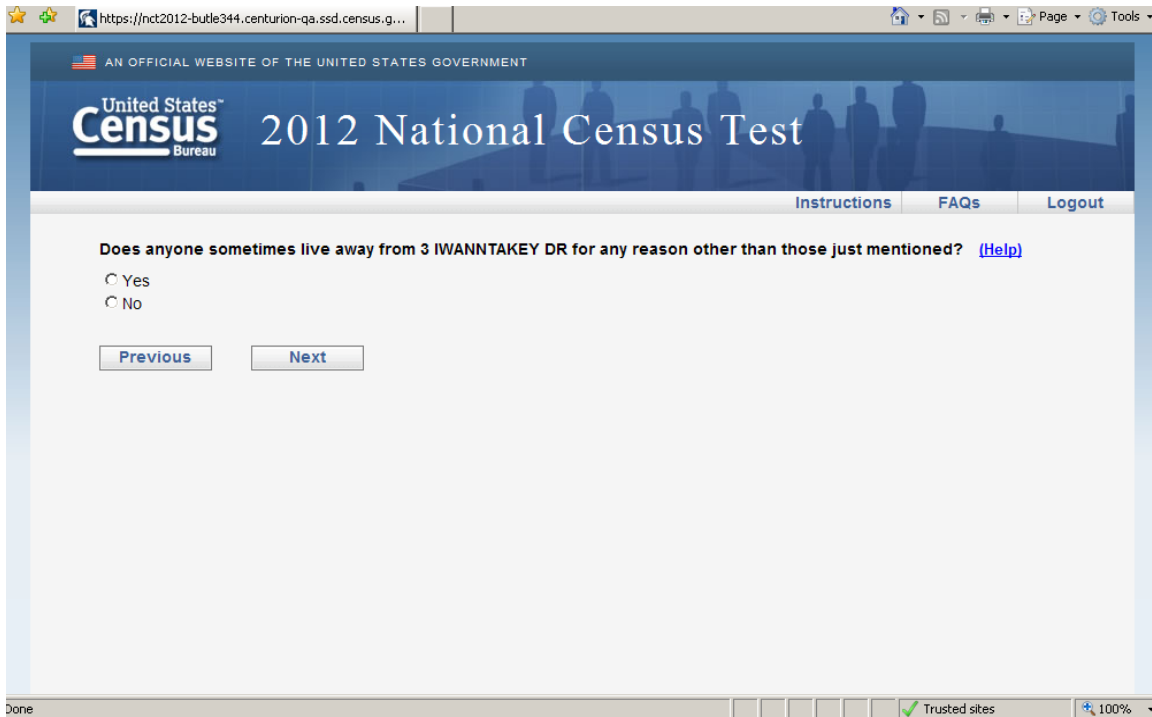 https://nct2012-butle344.centurion-qa.ssd.census.g...
Page
Tools
AN OFFICIAL WEBSITE OF THE UNITED STATES GOVERNMENT
United States™
Census
Bureau
2012 National Census Test
Instructions FAQs Logout
Does anyone sometimes live away from 3 IWANNTAKEY DR for any reason other than those just mentioned? (Help)
Yes
No
Previous Next
Done Trusted sites 100%